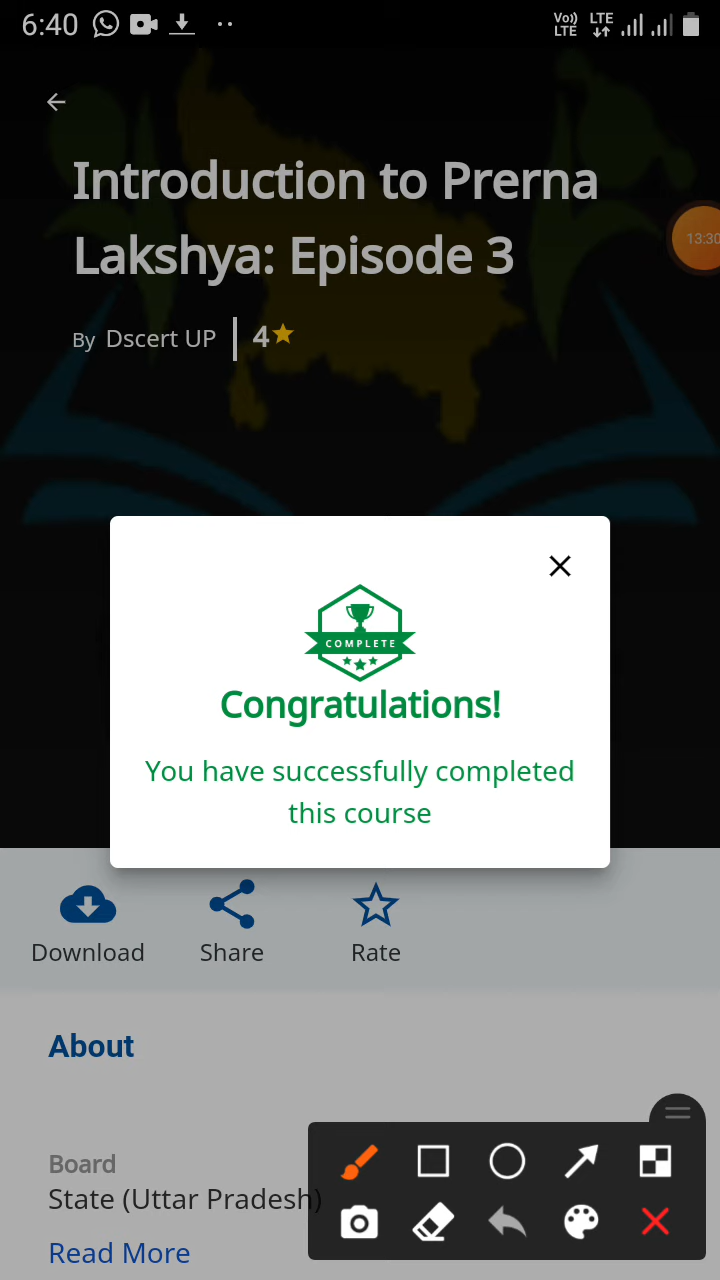 6:40
Vo)) LTE
LTE
Introduction to Prerna
Lakshya: Episode 3
13:30
By Dscert UP
4
COMPLETE
Congratulations!
You have successfully completed
this course
Download
Share
Rate
About
Board
State (Uttar Pradesh)
Read More